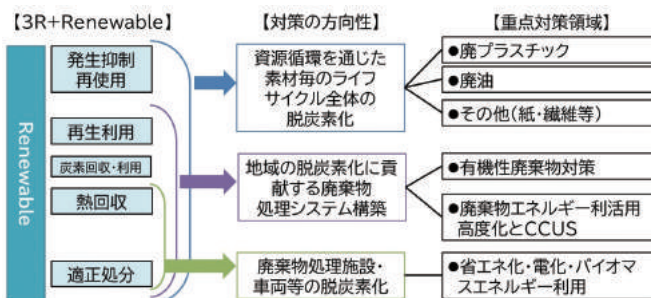 【3R+Renewable】
【対策の方向性】
【重点対策領域】
Renewable
発生抑制
再使用
再生利用
炭素回収・利用
熱回収
適正処分
資源循環を通じた
素材毎のライフ
サイクル全体の
脱炭素化
地域の脱炭素化に貢
献する廃棄物
処理システム構築
廃棄物処理施設・
車両等の脱炭素化
●廃プラスチック
●廃油
●その他(紙・繊維等)
●有機性廃棄物対策
●廃棄物エネルギー利活用
高度化とCCUS
●省エネ化・電化・バイオマ
スエネルギー利用